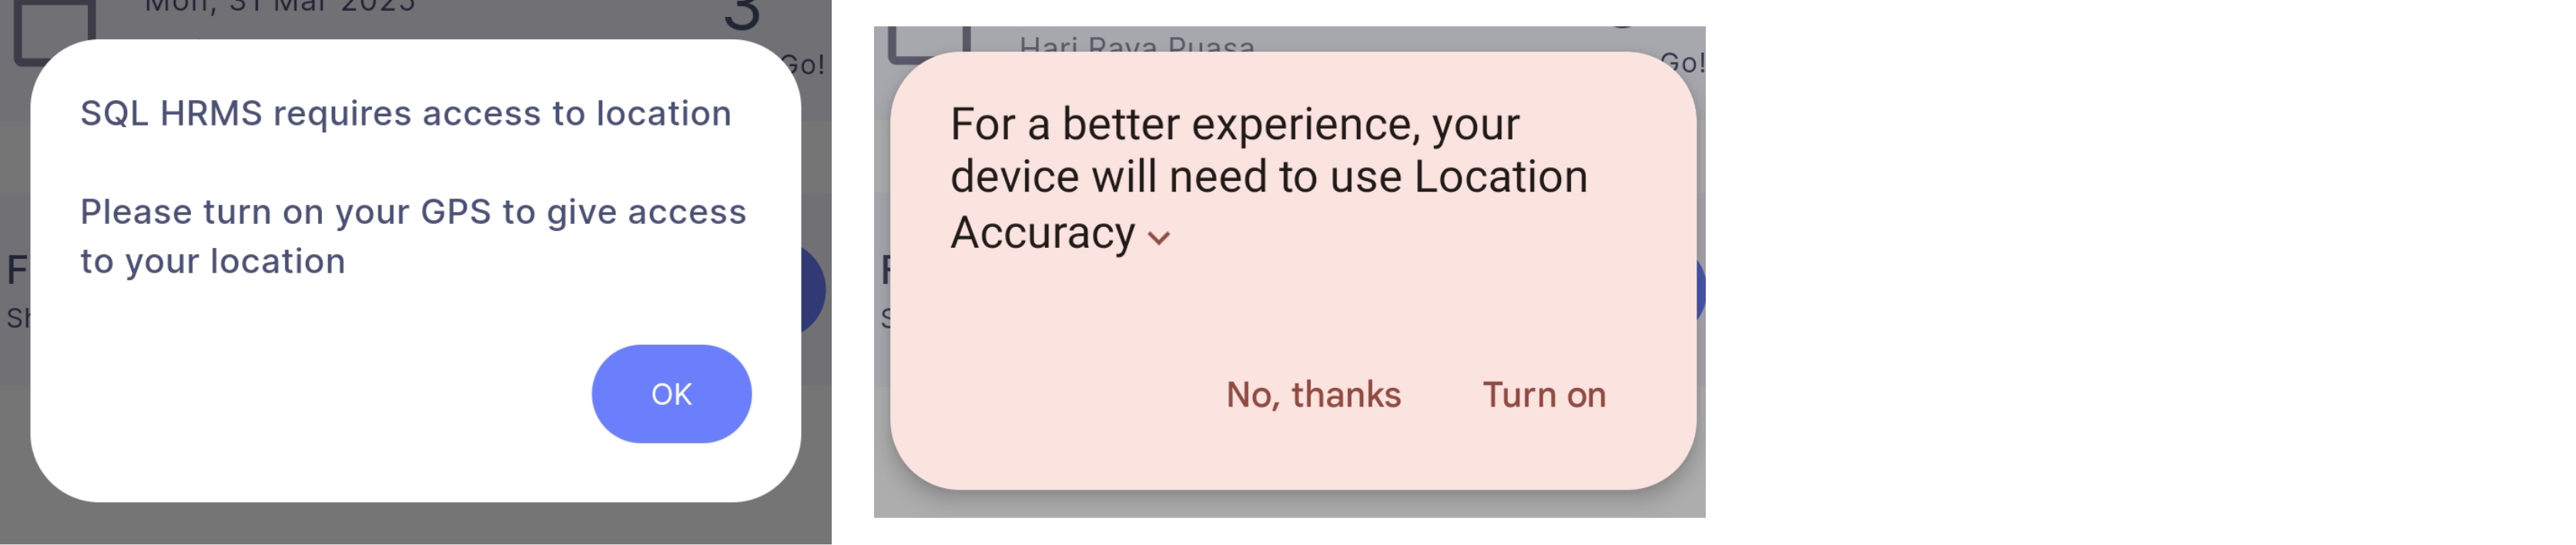 Mon, 31 Mar 2025
3
Go!
SQL HRMS requires access to location
Please turn on your GPS to give access
to your location
F
Sh
OK
Hari Raya Puasa
Go!
For a better experience, your
device will need to use Location
Accuracy
F
S
No, thanks
Turn on